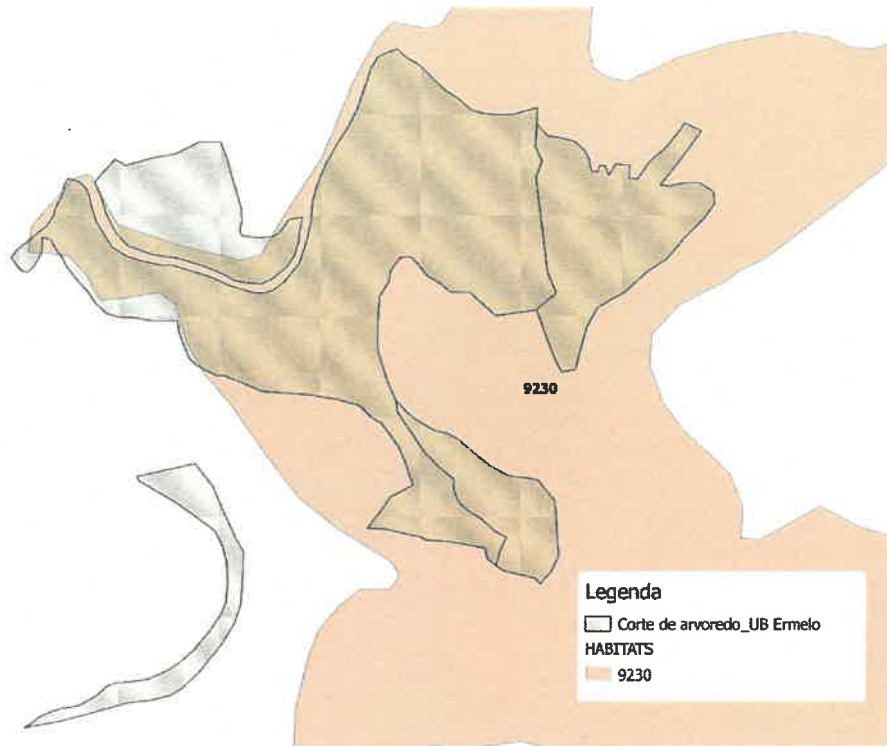 9230
Legenda
Corte de arvoredo_UB Ermelo
HABITATS
9230